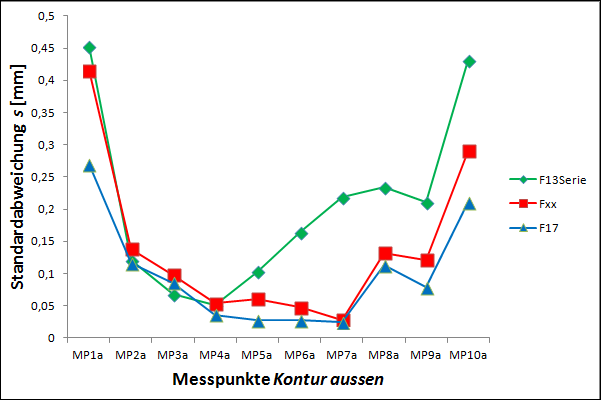 Standardabweichung s [mm]
0,5
0,45
0,4
0,35
0,3
0,25
0,2
0,15
0,1
0,05
0
MP1a MP2a MP3a MP4a MP5a MP6a MP7a MP8a MP9a MP10a
Messpunkte Kontur aussen
F13Serie
Fxx
F17